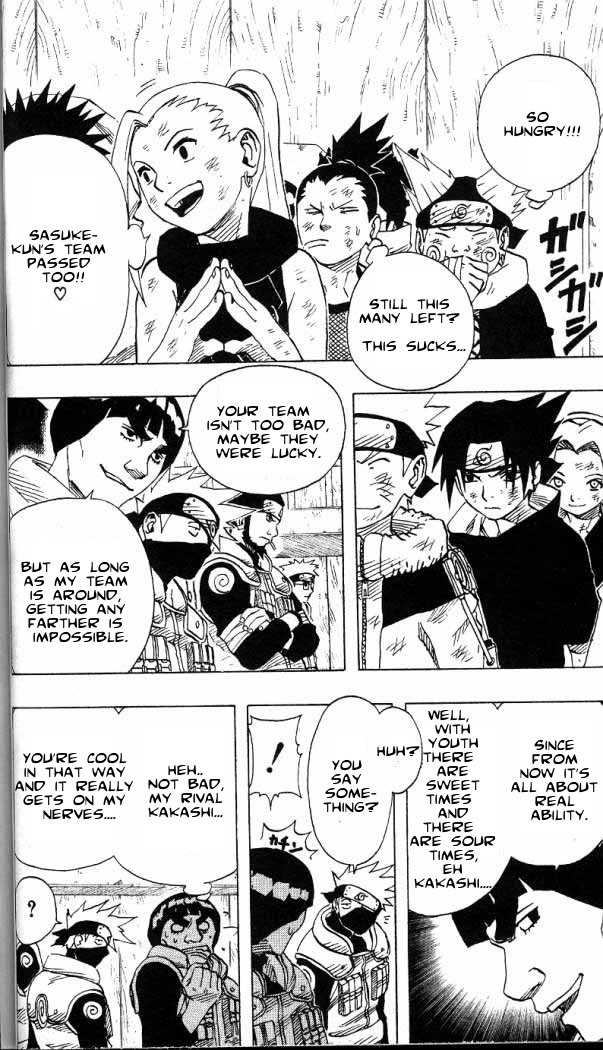 SO
HUNGRY!!!
ガシガシ
STILL THIS
MANY LEFT?
THIS SUCKS...
SASUKE-
KUN'S TEAM
PASSED
TOO!!
♡
YOUR TEAM
ISN'T TOO BAD,
MAYBE THEY
WERE LUCKY.
BUT AS LONG
AS MY TEAM
IS AROUND,
GETTING ANY
FARTHER IS
IMPOSSIBLE.
SINCE
FROM
NOW IT'S
ALL ABOUT
REAL
ABILITY.
WELL,
WITH
YOUTH
THERE
ARE
SWEET
TIMES
AND
THERE
ARE SOUR
TIMES,
EH
KAKASHI....
HUH?
YOU
SAY
SOME-
THING?
!
カチン
HEH..
NOT BAD,
MY RIVAL
KAKASHI...
YOU'RE COOL
IN THAT WAY
AND IT REALLY
GETS ON MY
NERVES....
?